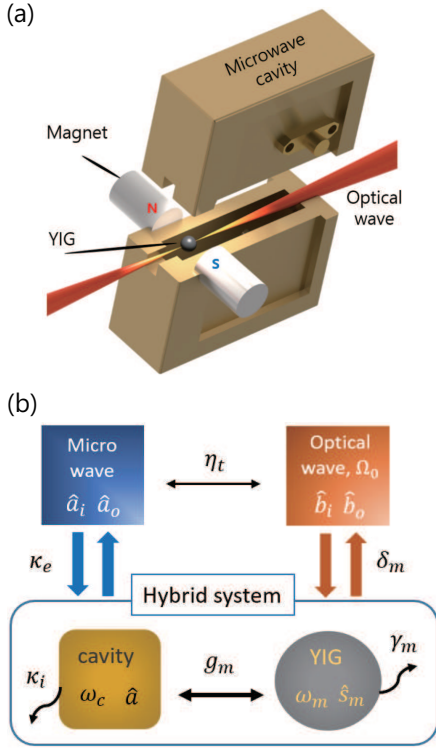 (a)
Microwave
cavity
Magnet
N
Optical
wave
YIG
S
(b)
Micro
wave
â_i â_o
η_t
Optical
wave, Ω_0
b̂_i b̂_o
κ_e
δ_m
Hybrid system
cavity
ω_c â
g_m
YIG
ω_m ŝ_m
γ_m
κ_i